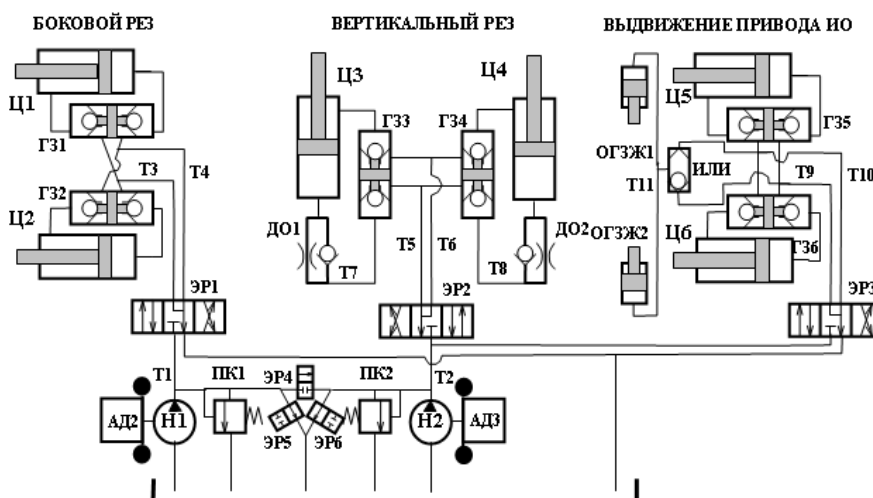 БОКОВОЙ РЕЗ
ВЕРТИКАЛЬНЫЙ РЕЗ
ВЫДВИЖЕНИЕ ПРИВОДА ИО
Ц1
ГЗ1
Т3
Т4
ГЗ2
Ц2
Ц3
ГЗ3
ГЗ4
Ц4
ДО1
Т7
Т5
Т6
Т8
ДО2
Ц5
ГЗ5
ОГЗЖ1
ИЛИ
Т11
Т9
Т10
ОГЗЖ2
Ц6
ГЗ6
ЭР1
ЭР2
ЭР3
Т1
ПК1
ЭР4
ПК2
Т2
АД2
Н1
ЭР5
ЭР6
Н2
АД3